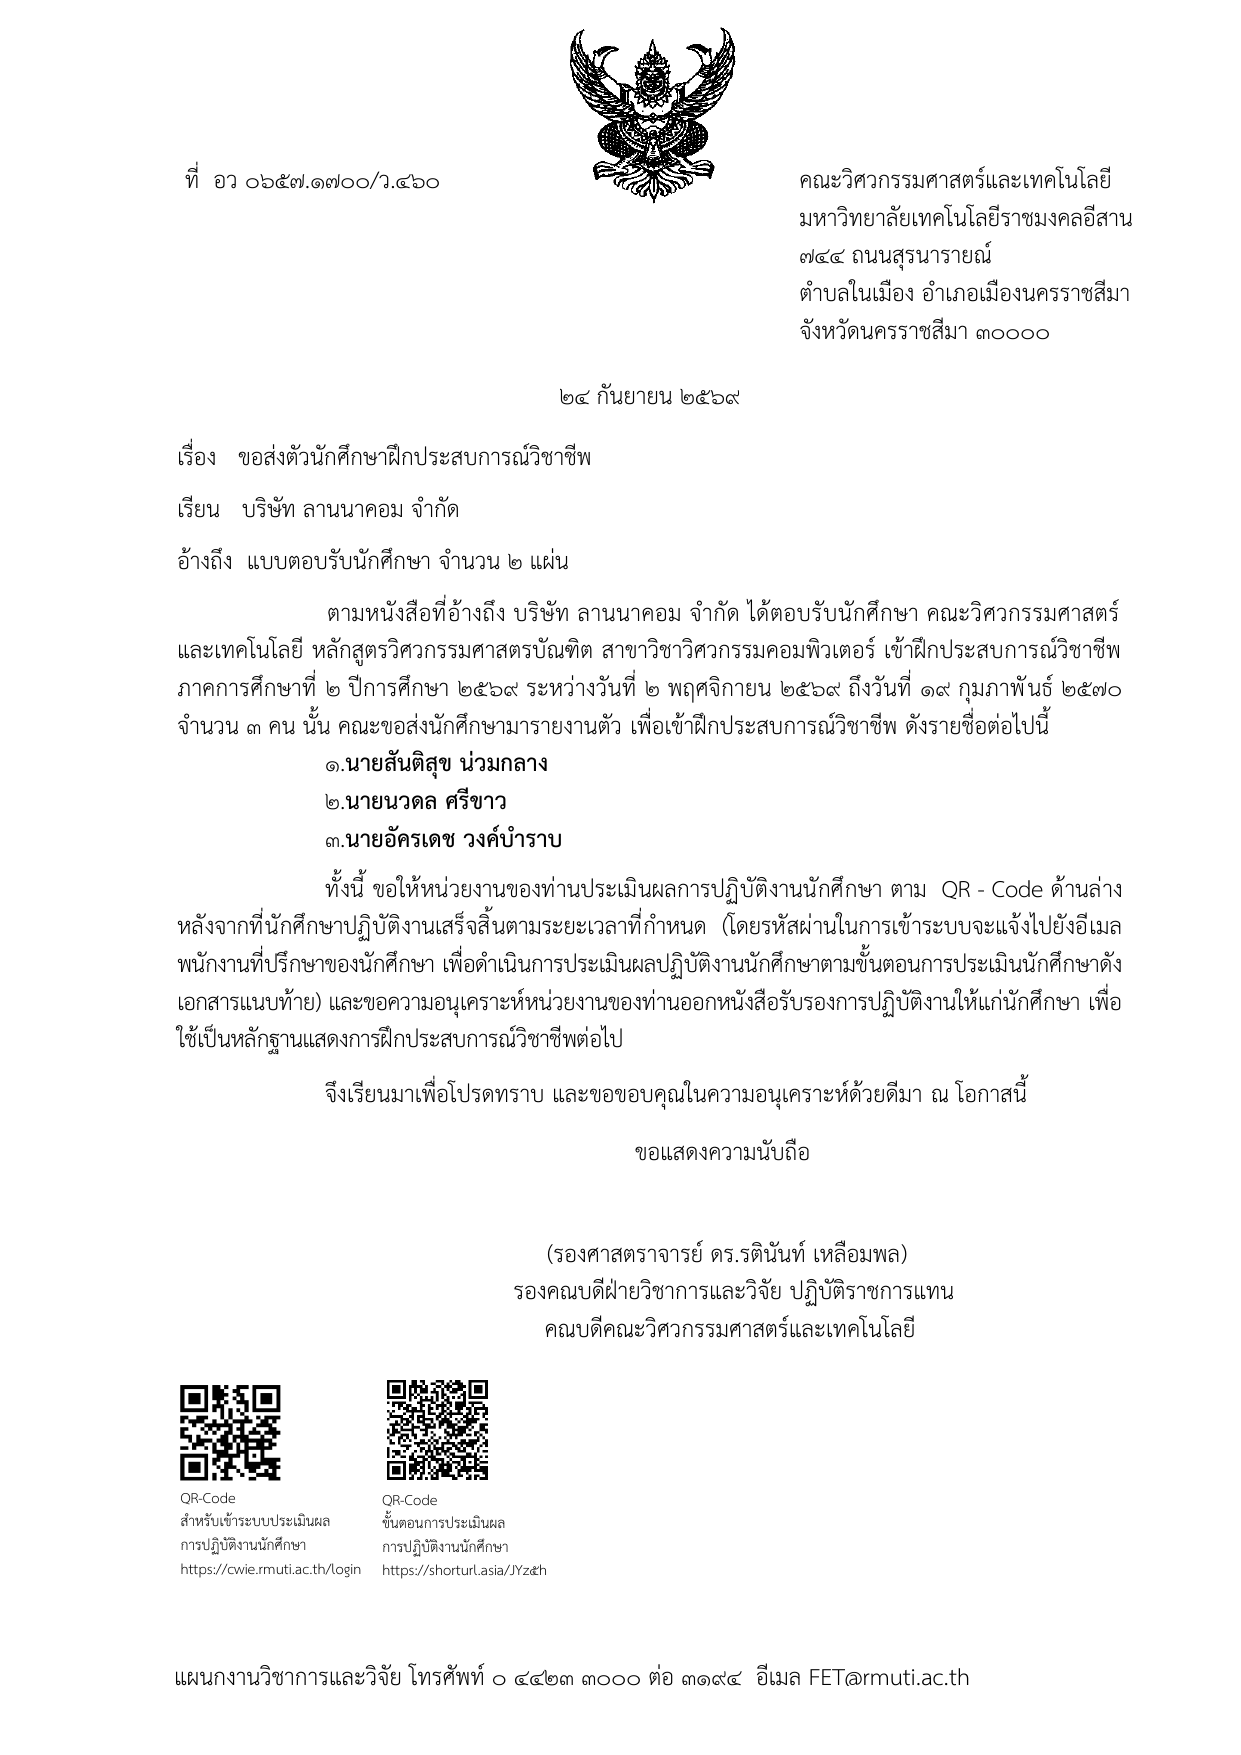 ที่ อว ๐๖๕๗.๑๗๐๐/ว.๔๖๐
คณะวิศวกรรมศาสตร์และเทคโนโลยี
มหาวิทยาลัยเทคโนโลยีราชมงคลอีสาน
๗๔๔ ถนนสุรนารายณ์
ตำบลในเมือง อำเภอเมืองนครราชสีมา
จังหวัดนครราชสีมา ๓๐๐๐๐
๒๔ กันยายน ๒๕๖๙
เรื่อง ขอส่งตัวนักศึกษาฝึกประสบการณ์วิชาชีพ
เรียน บริษัท ลานนาคอม จำกัด
อ้างถึง แบบตอบรับนักศึกษา จำนวน ๒ แผ่น
ตามหนังสือที่อ้างถึง บริษัท ลานนาคอม จำกัด ได้ตอบรับนักศึกษา คณะวิศวกรรมศาสตร์
และเทคโนโลยี หลักสูตรวิศวกรรมศาสตรบัณฑิต สาขาวิชาวิศวกรรมคอมพิวเตอร์ เข้าฝึกประสบการณ์วิชาชีพ
ภาคการศึกษาที่ ๒ ปีการศึกษา ๒๕๖๙ ระหว่างวันที่ ๒ พฤศจิกายน ๒๕๖๙ ถึงวันที่ ๑๙ กุมภาพันธ์ ๒๕๗๐
จำนวน ๓ คน นั้น คณะขอส่งนักศึกษามารายงานตัว เพื่อเข้าฝึกประสบการณ์วิชาชีพ ดังรายชื่อต่อไปนี้
๑.นายสันติสุข น่วมกลาง
๒.นายนวดล ศรีขาว
๓.นายอัครเดช วงค์บำราบ
ทั้งนี้ ขอให้หน่วยงานของท่านประเมินผลการปฏิบัติงานนักศึกษา ตาม QR - Code ด้านล่าง
หลังจากที่นักศึกษาปฏิบัติงานเสร็จสิ้นตามระยะเวลาที่กำหนด (โดยรหัสผ่านในการเข้าระบบจะแจ้งไปยังอีเมล
พนักงานที่ปรึกษาของนักศึกษา เพื่อดำเนินการประเมินผลปฏิบัติงานนักศึกษาตามขั้นตอนการประเมินนักศึกษาดัง
เอกสารแนบท้าย) และขอความอนุเคราะห์หน่วยงานของท่านออกหนังสือรับรองการปฏิบัติงานให้แก่นักศึกษา เพื่อ
ใช้เป็นหลักฐานแสดงการฝึกประสบการณ์วิชาชีพต่อไป
จึงเรียนมาเพื่อโปรดทราบ และขอขอบคุณในความอนุเคราะห์ด้วยดีมา ณ โอกาสนี้
ขอแสดงความนับถือ
(รองศาสตราจารย์ ดร.รตินันท์ เหลือมพล)
รองคณบดีฝ่ายวิชาการและวิจัย ปฏิบัติราชการแทน
คณบดีคณะวิศวกรรมศาสตร์และเทคโนโลยี
QR-Code
สำหรับเข้าระบบประเมินผล
การปฏิบัติงานนักศึกษา
https://cwie.rmuti.ac.th/login
QR-Code
ขั้นตอนการประเมินผล
การปฏิบัติงานนักศึกษา
https://shorturl.asia/JYz๕h
แผนกงานวิชาการและวิจัย โทรศัพท์ ๐ ๔๔๒๓ ๓๐๐๐ ต่อ ๓๑๙๔ อีเมล FET@rmuti.ac.th